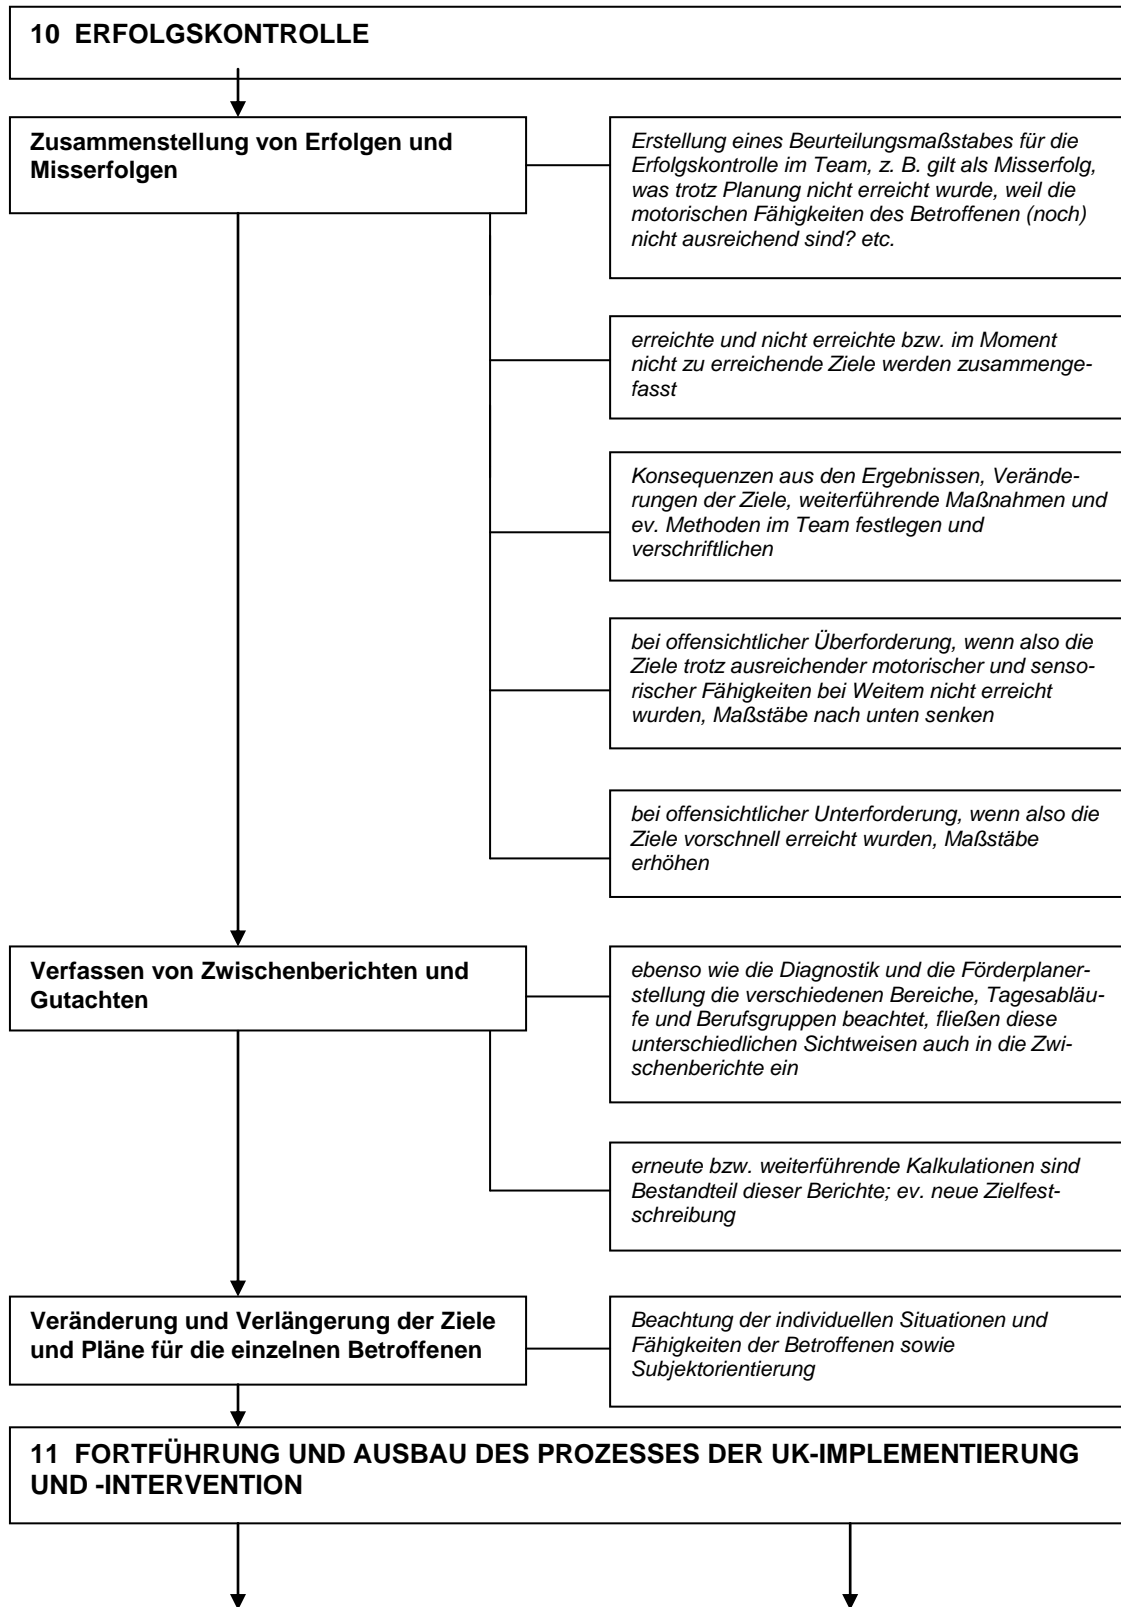 10 ERFOLGSKONTROLLE
Zusammenstellung von Erfolgen und
Misserfolgen
Erstellung eines Beurteilungsmaßstabes für die
Erfolgskontrolle im Team, z. B. gilt als Misserfolg,
was trotz Planung nicht erreicht wurde, weil die
motorischen Fähigkeiten des Betroffenen (noch)
nicht ausreichend sind? etc.
erreichte und nicht erreichte bzw. im Moment
nicht zu erreichende Ziele werden zusammenge-
fasst
Konsequenzen aus den Ergebnissen, Verände-
rungen der Ziele, weiterführende Maßnahmen und
ev. Methoden im Team festlegen und
verschriftlichen
bei offensichtlicher Überforderung, wenn also die
Ziele trotz ausreichender motorischer und senso-
rischer Fähigkeiten bei Weitem nicht erreicht
wurden, Maßstäbe nach unten senken
bei offensichtlicher Unterforderung, wenn also die
Ziele vorschnell erreicht wurden, Maßstäbe
erhöhen
Verfassen von Zwischenberichten und
Gutachten
ebenso wie die Diagnostik und die Förderplaner-
stellung die verschiedenen Bereiche, Tagesabläu-
fe und Berufsgruppen beachtet, fließen diese
unterschiedlichen Sichtweisen auch in die Zwi-
schenberichte ein
erneute bzw. weiterführende Kalkulationen sind
Bestandteil dieser Berichte; ev. neue Zielfest-
schreibung
Veränderung und Verlängerung der Ziele
und Pläne für die einzelnen Betroffenen
Beachtung der individuellen Situationen und
Fähigkeiten der Betroffenen sowie
Subjektorientierung
11 FORTFÜHRUNG UND AUSBAU DES PROZESSES DER UK-IMPLEMENTIERUNG
UND -INTERVENTION